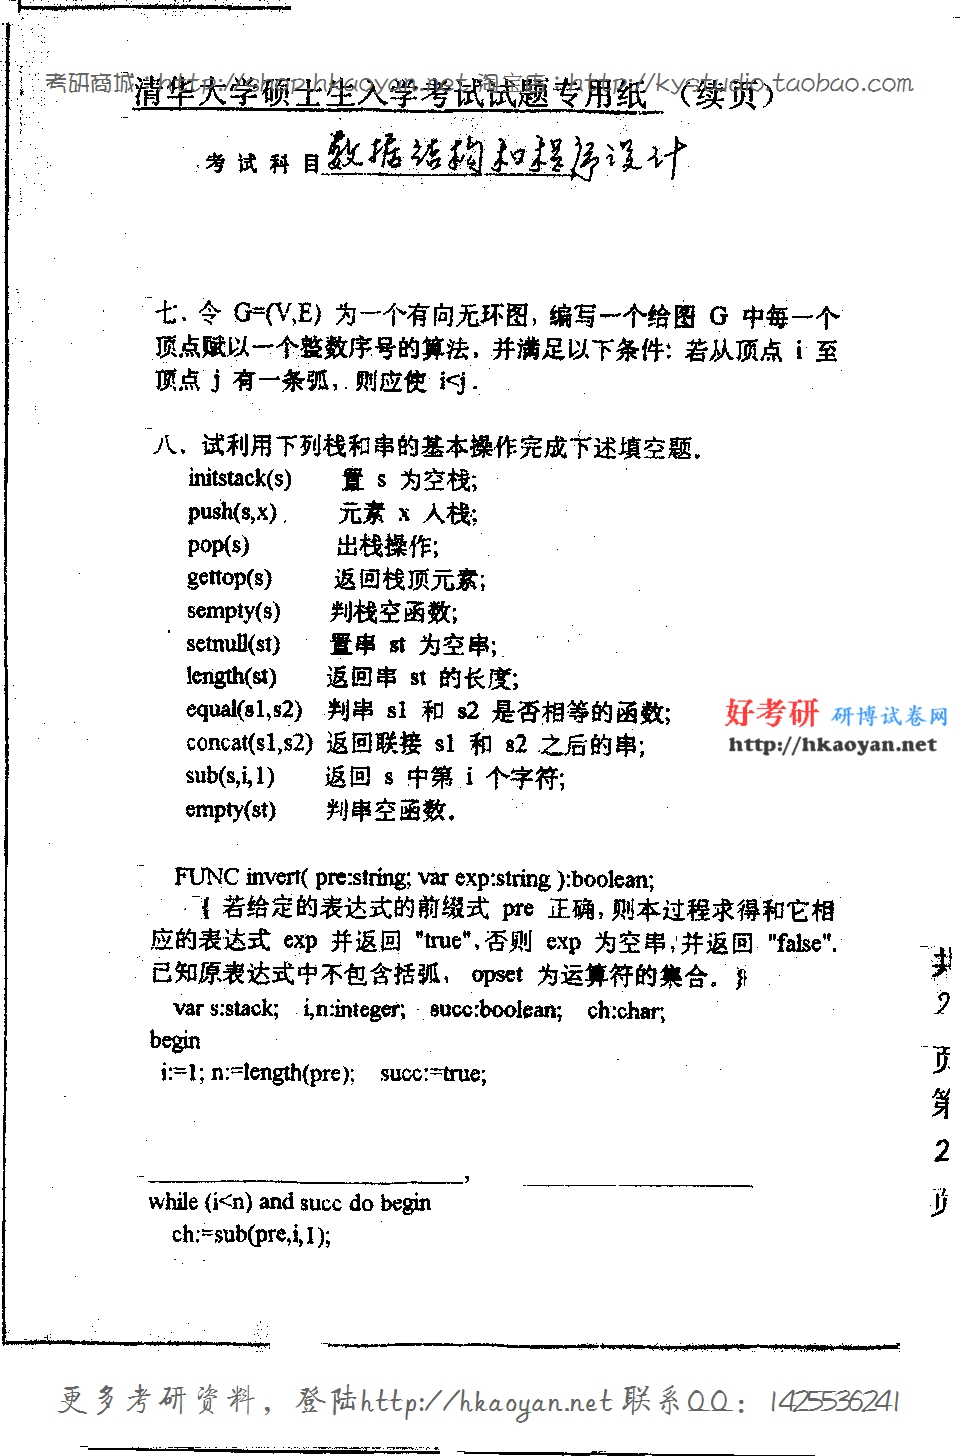 考研商城：http://shop.hkaoyan.net 淘宝店：http://kystudio.taobao.com
清华大学硕士生入学考试试题专用纸 （续页）
考试科目 数据结构和程序设计
七．令 G=(V,E) 为一个有向无环图，编写一个给图 G 中每一个
顶点赋以一个整数序号的算法，并满足以下条件：若从顶点 i 至
顶点 j 有一条弧，则应使 i<j．
八．试利用下列栈和串的基本操作完成下述填空题．
initstack(s) 置 s 为空栈;
push(s,x) 元素 x 入栈;
pop(s) 出栈操作;
gettop(s) 返回栈顶元素;
sempty(s) 判栈空函数;
setnull(st) 置串 st 为空串;
length(st) 返回串 st 的长度;
equal(s1,s2) 判串 s1 和 s2 是否相等的函数;
concat(s1,s2) 返回联接 s1 和 s2 之后的串;
sub(s,i,1) 返回 s 中第 i 个字符;
empty(st) 判串空函数．
好考研 研博试卷网
http://hkaoyan.net
FUNC invert( pre:string; var exp:string ):boolean;
{ 若给定的表达式的前缀式 pre 正确,则本过程求得和它相
应的表达式 exp 并返回 "true",否则 exp 为空串,并返回 "false".
已知原表达式中不包含括弧, opset 为运算符的集合。}
var s:stack; i,n:integer; succ:boolean; ch:char;
begin
i:=1; n:=length(pre); succ:=true;
____________________, ____________________
while (i<n) and succ do begin
ch:=sub(pre,i,1);
共
2
页
第
2
页
更多考研资料，登陆http://hkaoyan.net 联系QQ：1425536241